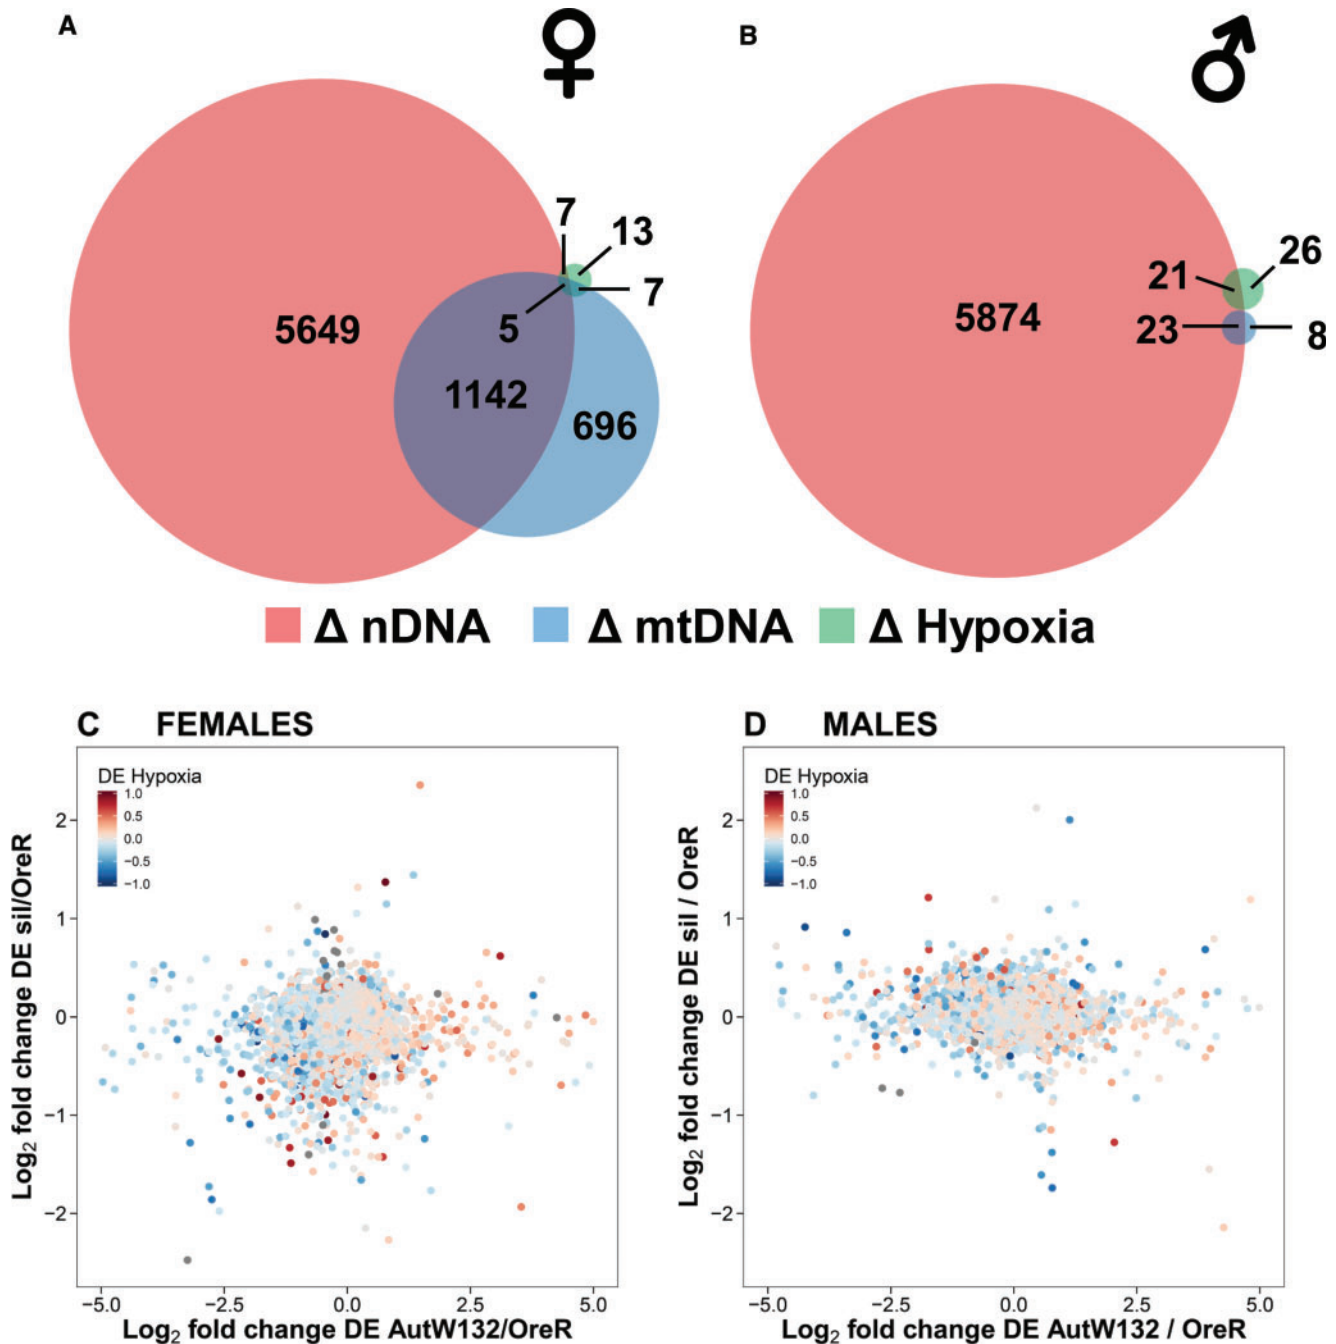 A
B
7
13
7
5
5649
1142
696
5874
21
26
23
8
Δ nDNA Δ mtDNA Δ Hypoxia
C FEMALES
DE Hypoxia
1.0
0.5
0.0
−0.5
−1.0
2
1
0
−1
−2
−5.0 −2.5 0.0 2.5 5.0
Log₂ fold change DE sil/OreR
Log₂ fold change DE AutW132/OreR
D MALES
DE Hypoxia
1.0
0.5
0.0
−0.5
−1.0
2
1
0
−1
−2
−5.0 −2.5 0.0 2.5 5.0
Log₂ fold change DE sil / OreR
Log₂ fold change DE AutW132 / OreR